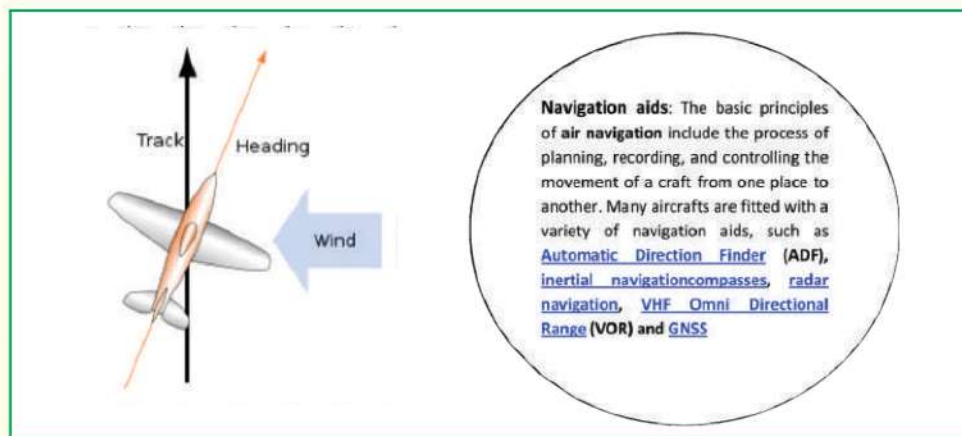 Track
Heading
Wind
Navigation aids: The basic principles
of air navigation include the process of
planning, recording, and controlling the
movement of a craft from one place to
another. Many aircrafts are fitted with a
variety of navigation aids, such as
Automatic Direction Finder (ADF),
inertial navigationcompasses, radar
navigation, VHF Omni Directional
Range (VOR) and GNSS